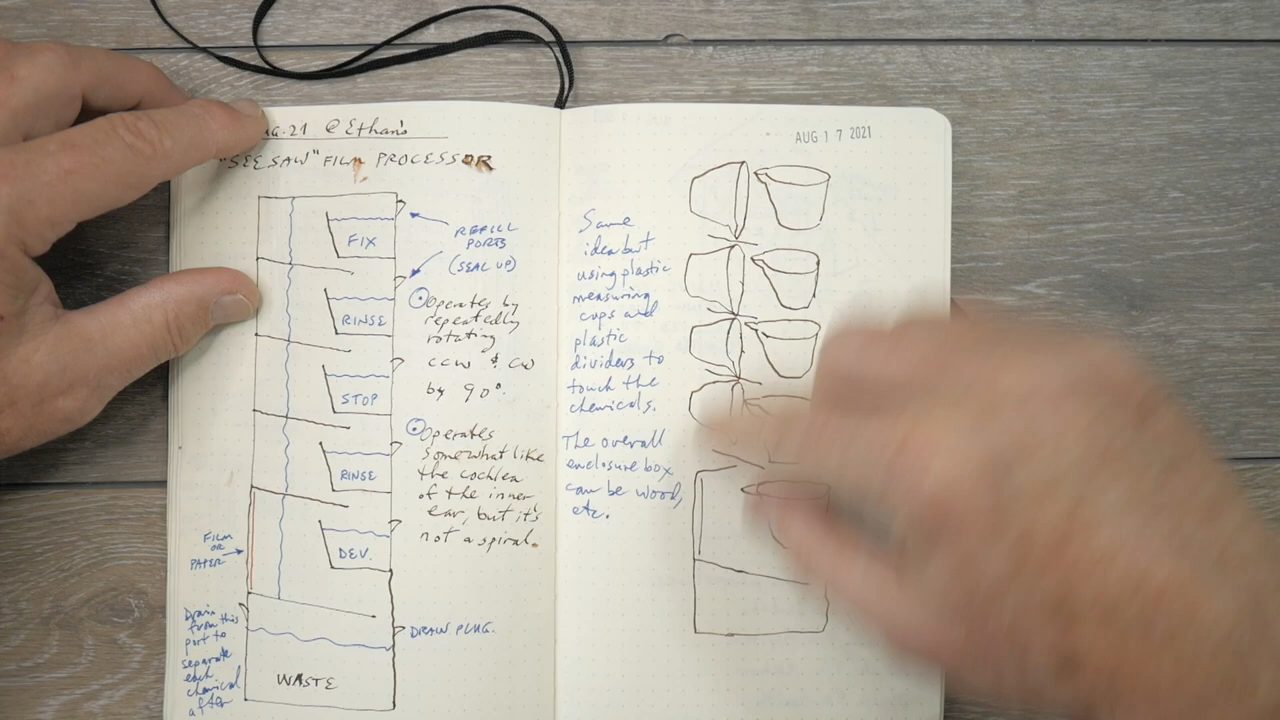 UG.21 @ Ethan's
"SEESAW" FILM PROCESSOR
FIX
RINSE
STOP
RINSE
DEV.
WASTE
REFILL
PORTS
(SEAL UP)
Operates by
repeatedly
rotating
CCW & CW
by 90°.
Operates
somewhat like
the cochlea
of the inner
ear, but it's
not a spiral.
FILM
OR
PAPER
Drain
from this
port to
separate
each
chemical
after
a
DRAIN PLUG.
AUG 17 2021
Same
idea but
using plastic
measuring
cups and
plastic
dividers to
touch the
chemicals.
The overall
enclosure box
can be wood,
etc.